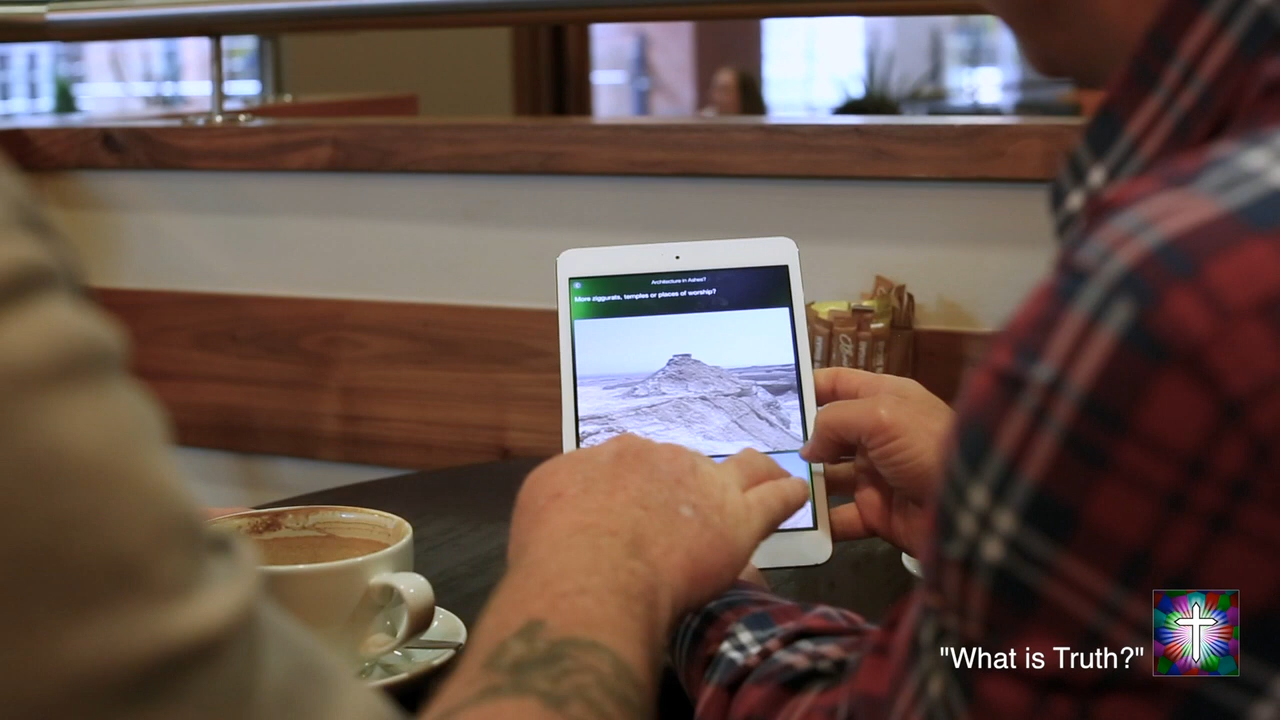 Architecture in Ashes?
More ziggurats, temples or places of worship?
"What is Truth?"